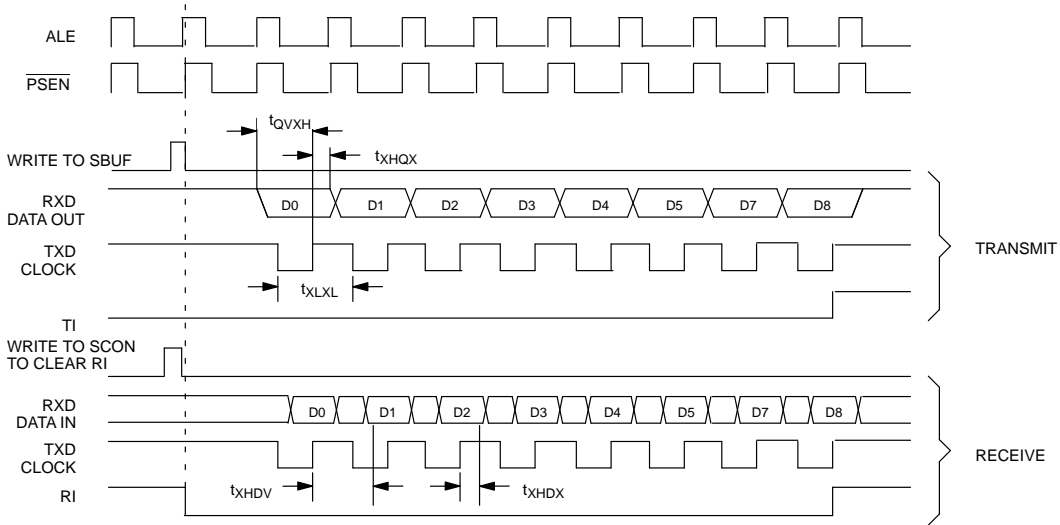 ALE
PSEN
tQVXH
WRITE TO SBUF
tXHQX
RXD
DATA OUT
D0 D1 D2 D3 D4 D5 D7 D8
TXD
CLOCK
TRANSMIT
tXLXL
TI
WRITE TO SCON
TO CLEAR RI
RXD
DATA IN
D0 D1 D2 D3 D4 D5 D7 D8
TXD
CLOCK
RECEIVE
tXHDV
tXHDX
RI